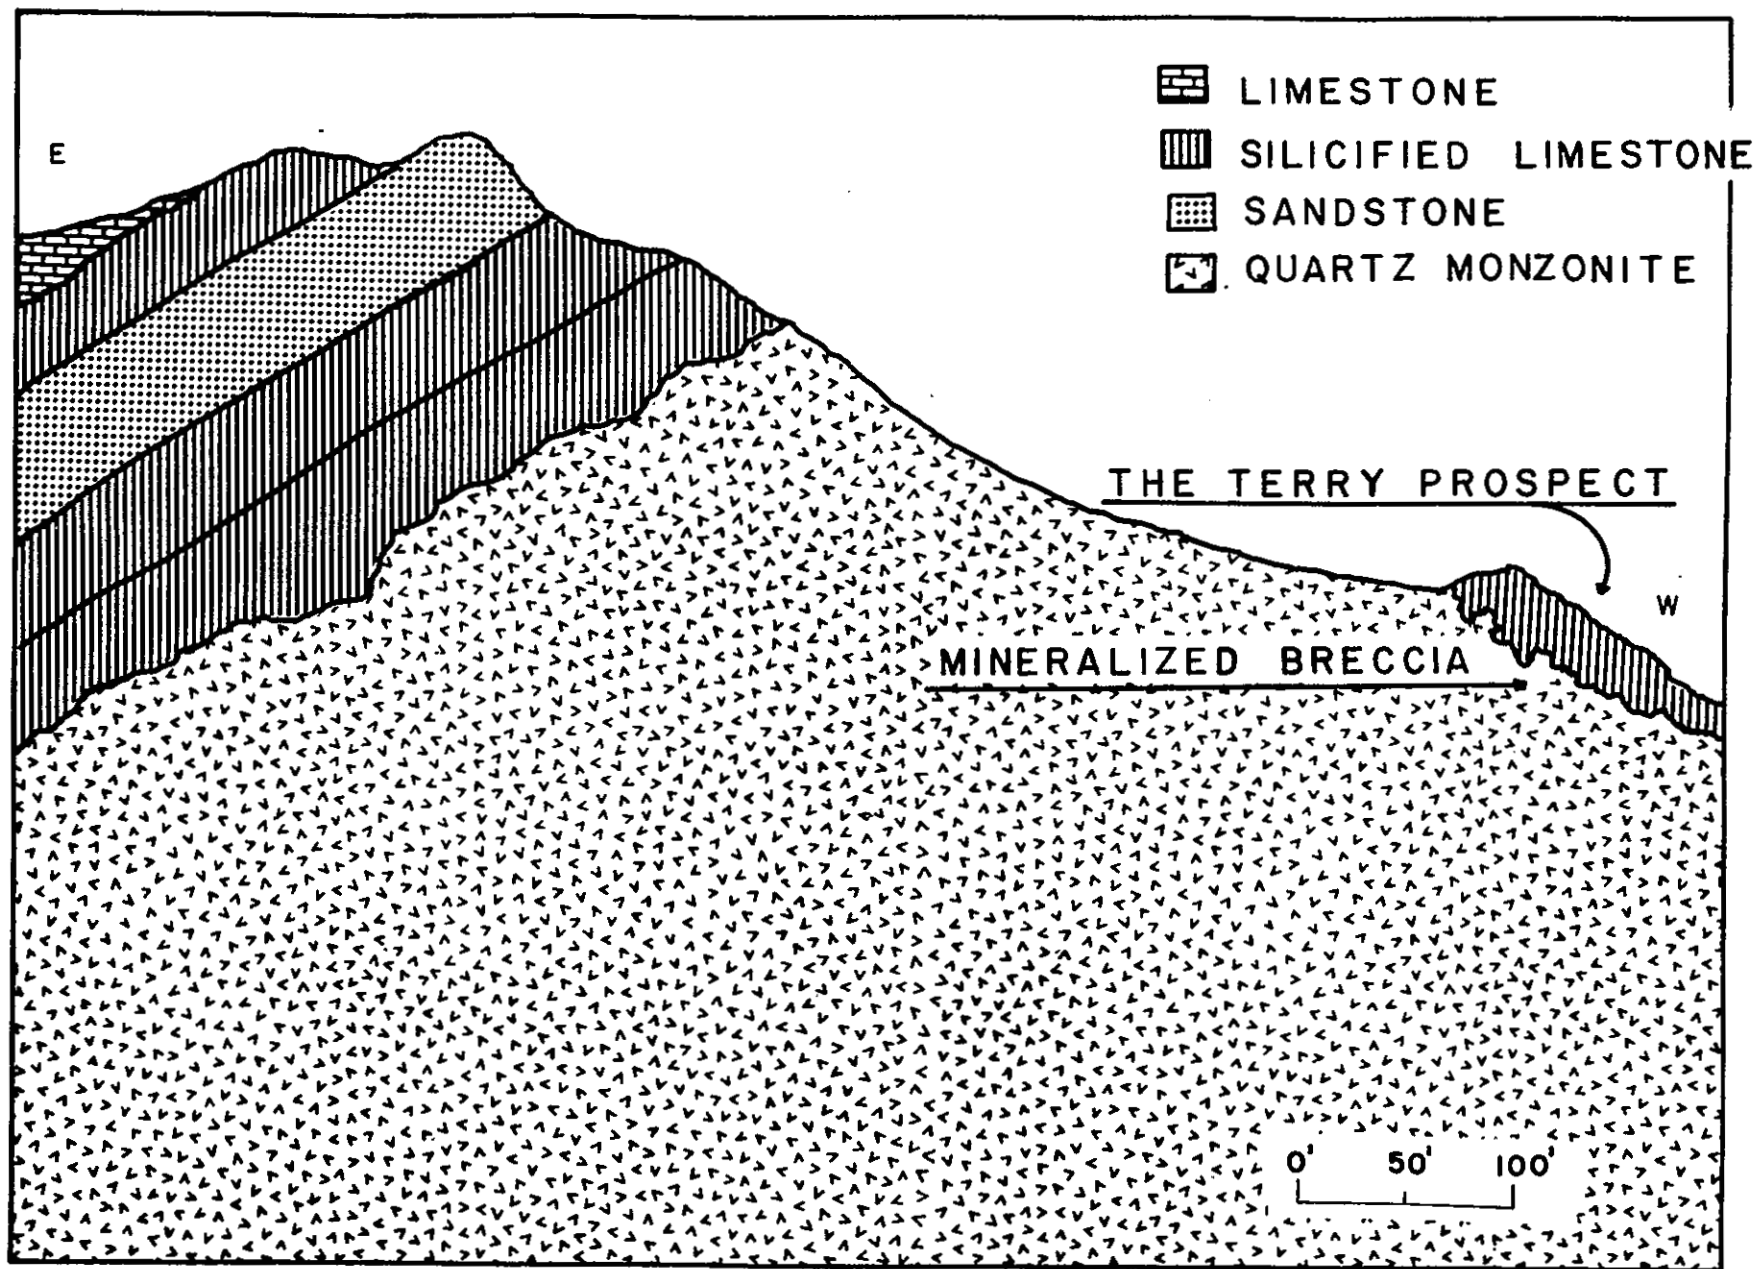 LIMESTONE
E
SILICIFIED LIMESTONE
SANDSTONE
QUARTZ MONZONITE
THE TERRY PROSPECT
W
MINERALIZED BRECCIA
0' 50' 100'